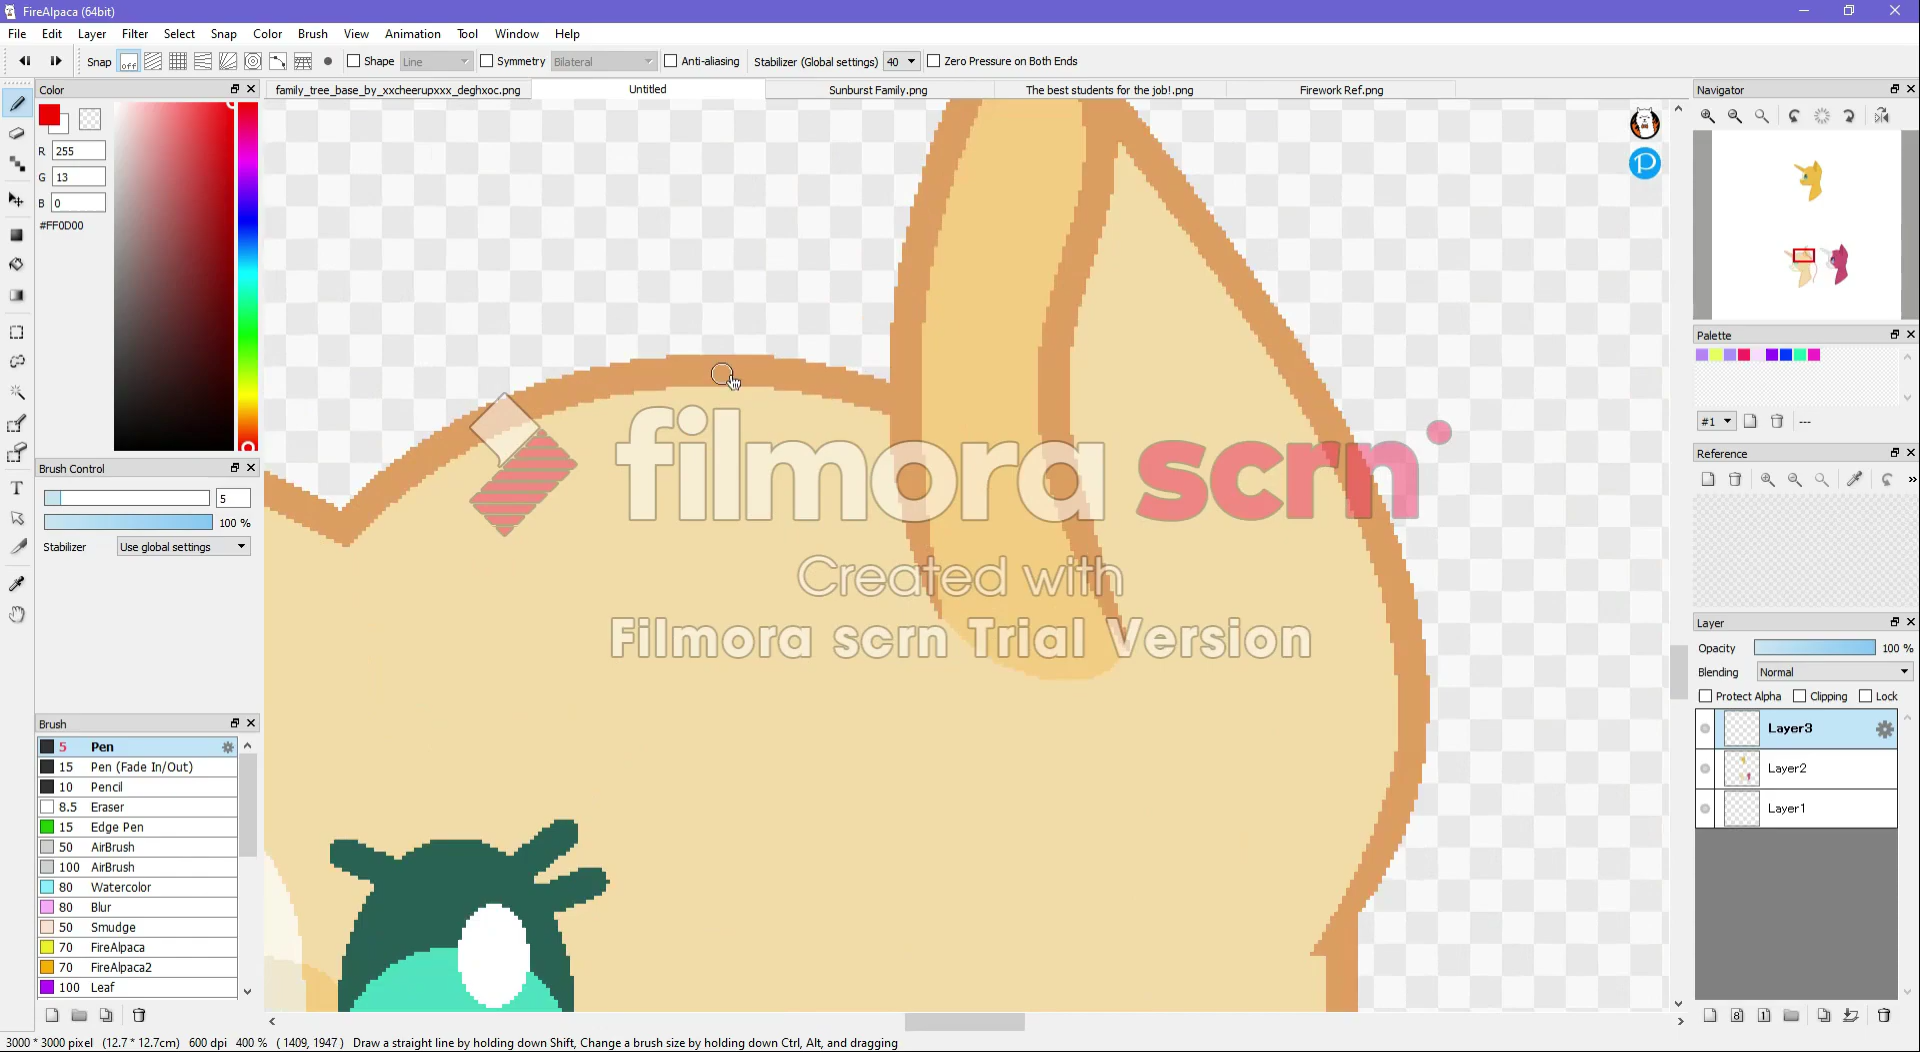 FireAlpaca (64bit)
File Edit Layer Filter Select Snap Color Brush View Animation Tool Window Help
Snap off Shape Line Symmetry Bilateral Anti-aliasing Stabilizer (Global settings) 40 Zero Pressure on Both Ends
Color
family_tree_base_by_xxcheerupxxx_deghxoc.png Untitled Sunburst Family.png The best students for the job!.png Firework Ref.png
Navigator
R 255
G 13
B 0
#FF0D00
Palette
#1 ---
Brush Control
5
100 %
Stabilizer Use global settings
Reference
filmora scrn
Created with
Filmora scrn Trial Version
Layer
Opacity 100 %
Blending Normal
Protect Alpha Clipping Lock
Layer3
Layer2
Layer1
Brush
5 Pen
15 Pen (Fade In/Out)
10 Pencil
8.5 Eraser
15 Edge Pen
50 AirBrush
100 AirBrush
80 Watercolor
80 Blur
50 Smudge
70 FireAlpaca
70 FireAlpaca2
100 Leaf
3000 * 3000 pixel (12.7 * 12.7cm) 600 dpi 400 % ( 1409, 1947 ) Draw a straight line by holding down Shift, Change a brush size by holding down Ctrl, Alt, and dragging